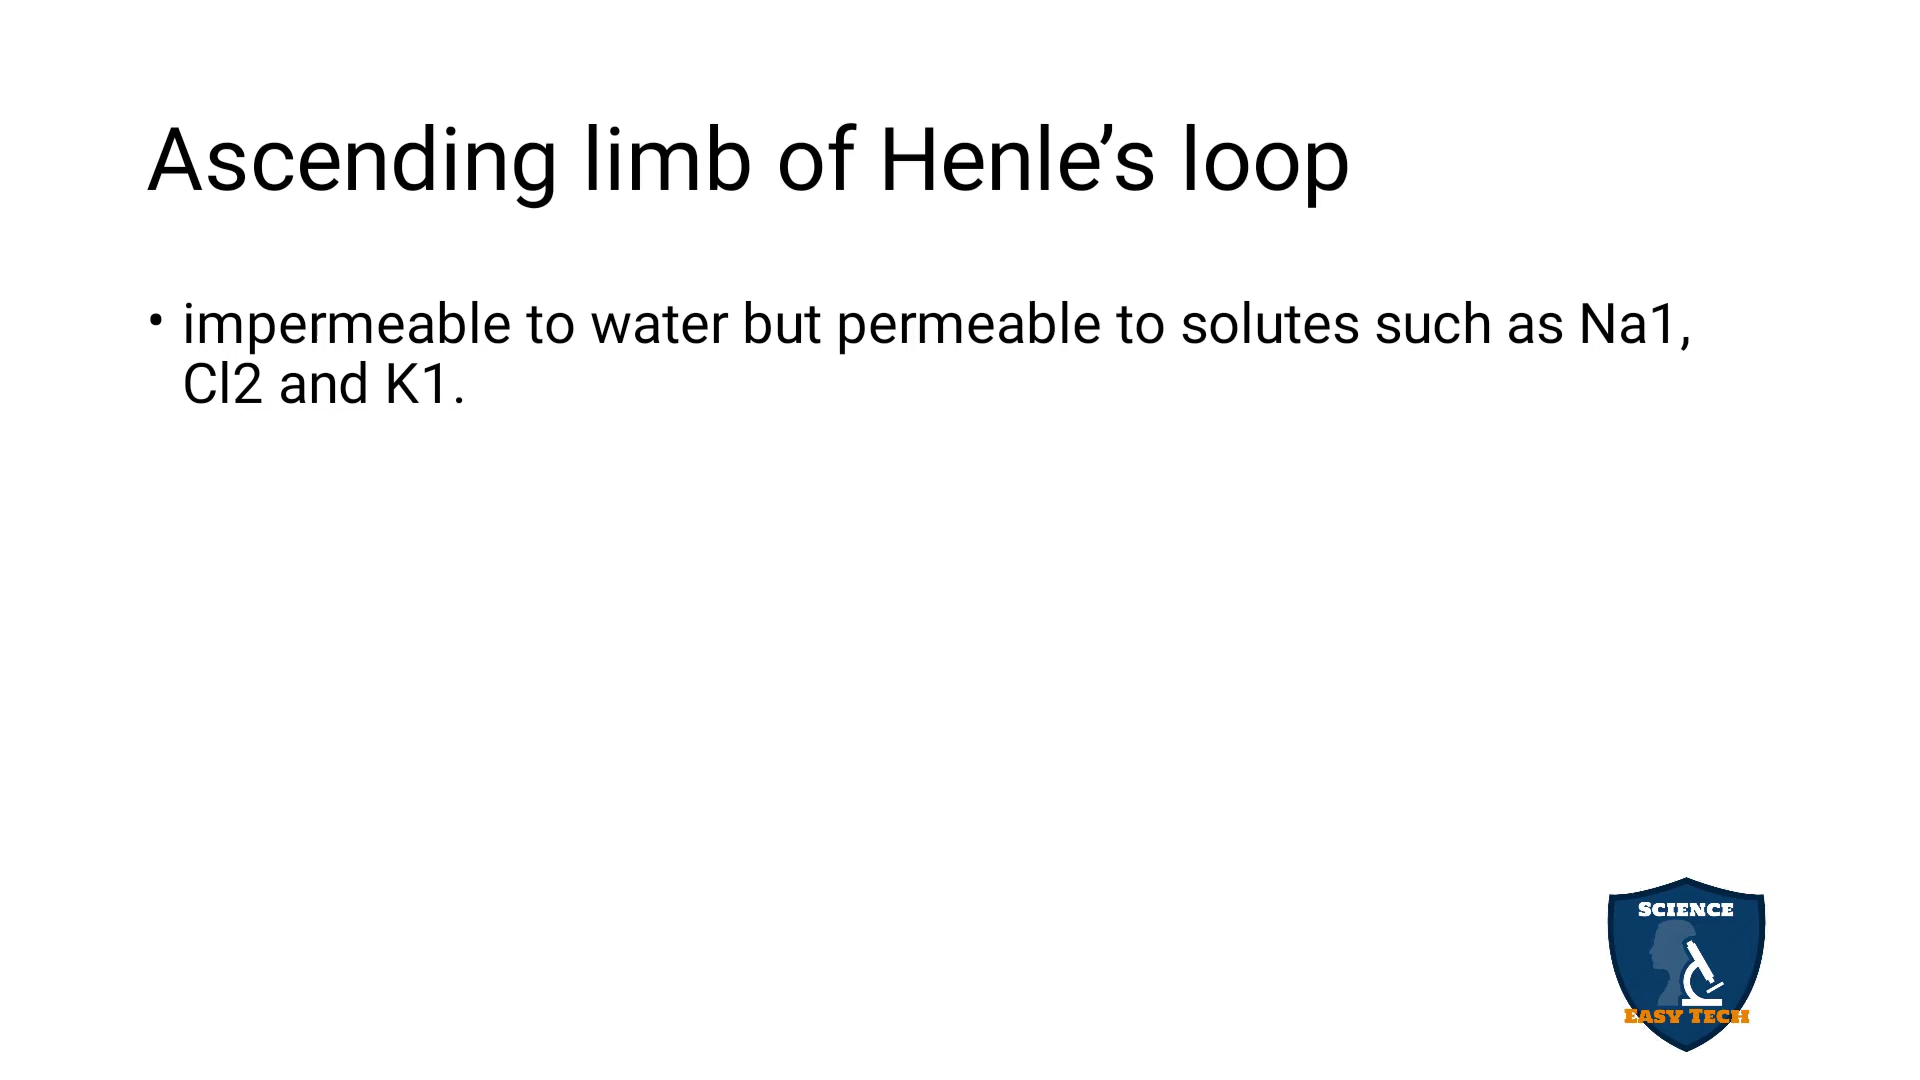 Ascending limb of Henle’s loop
• impermeable to water but permeable to solutes such as Na1,
Cl2 and K1.
SCIENCE
EASY TECH